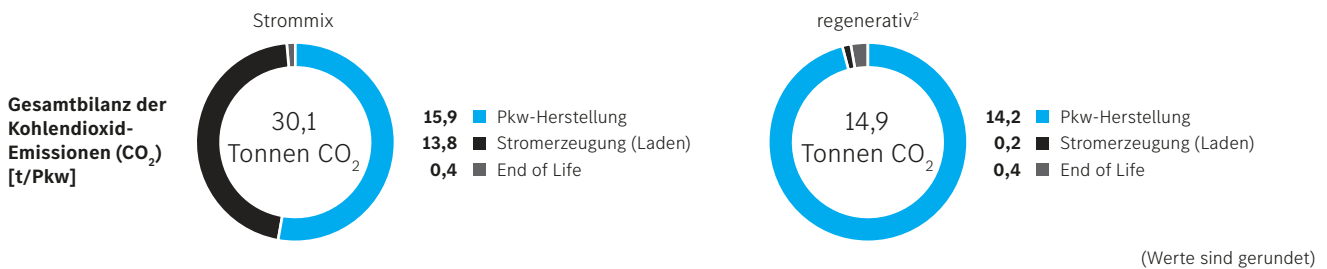 Strommix
regenerativ²
Gesamtbilanz der
Kohlendioxid-
Emissionen (CO₂)
[t/Pkw]
30,1
Tonnen CO₂
15,9 Pkw-Herstellung
13,8 Stromerzeugung (Laden)
0,4 End of Life
14,9
Tonnen CO₂
14,2 Pkw-Herstellung
0,2 Stromerzeugung (Laden)
0,4 End of Life
(Werte sind gerundet)